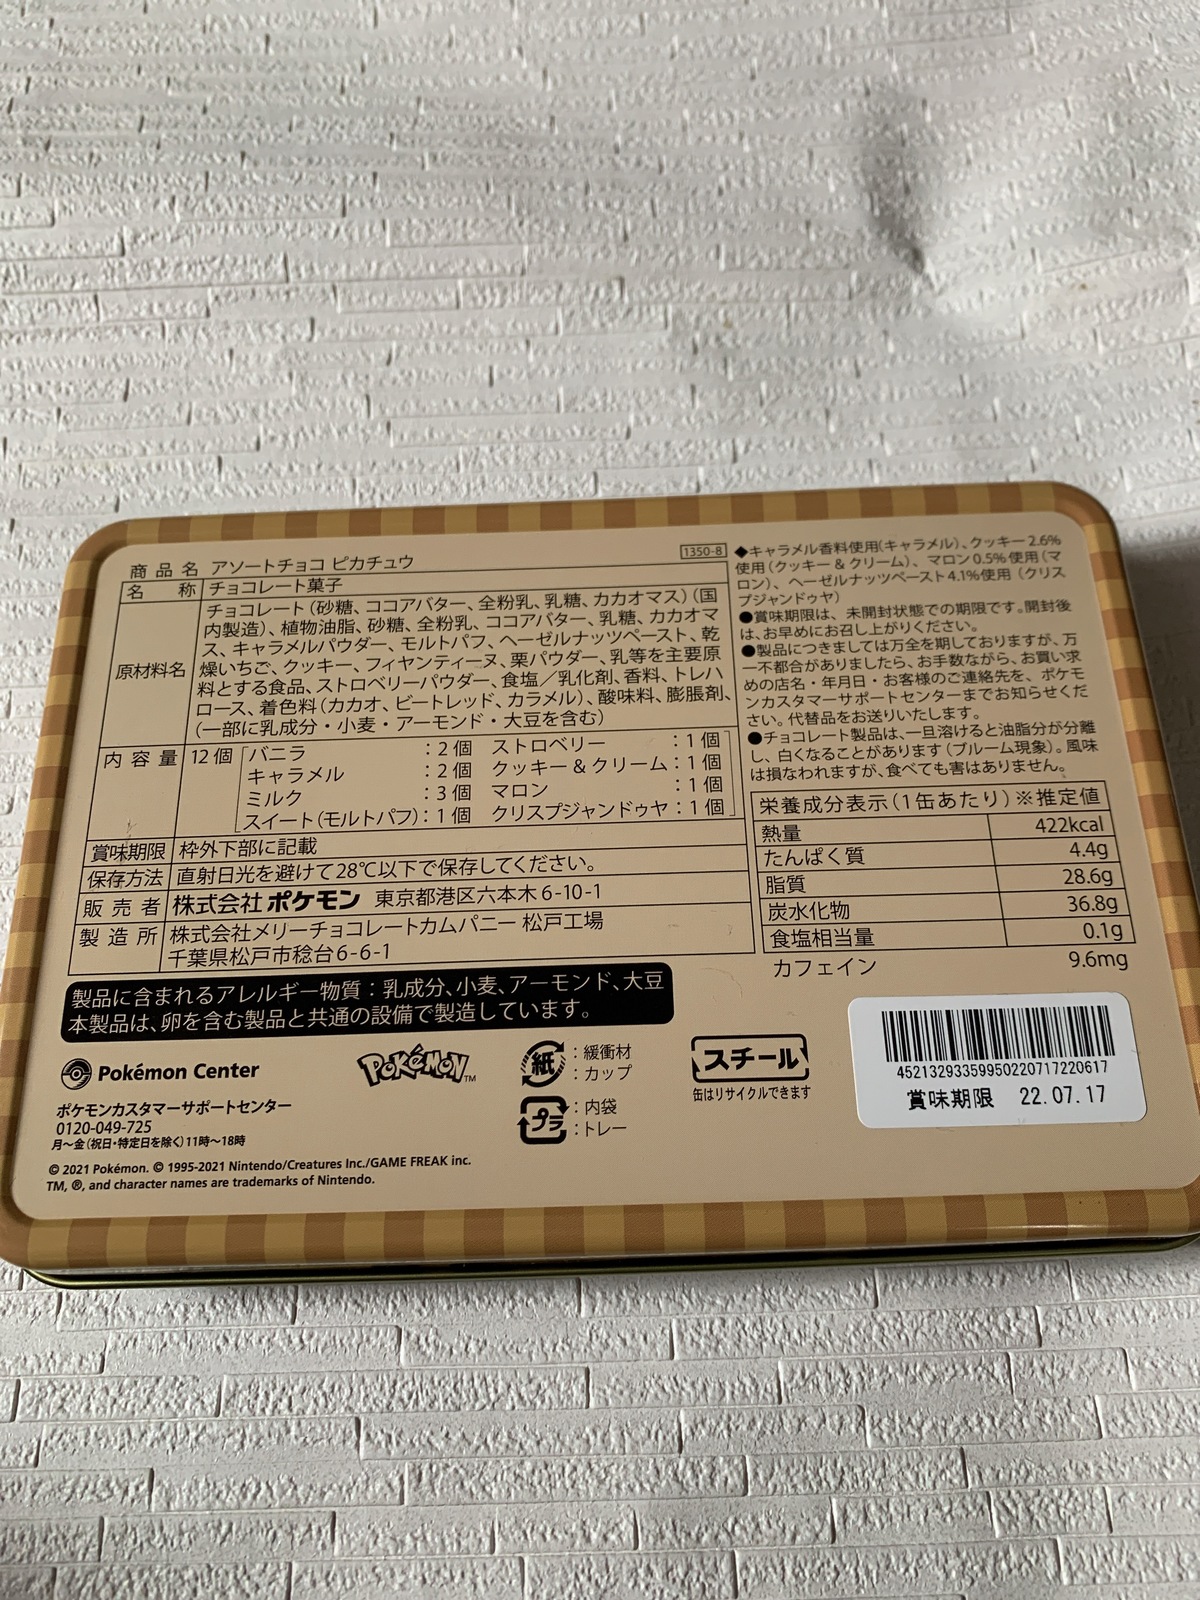 商品名 アソートチョコ ピカチュウ 1350-8
名称 チョコレート菓子
原材料名
チョコレート(砂糖、ココアバター、全粉乳、乳糖、カカオマス)(国
内製造)、植物油脂、砂糖、全粉乳、ココアバター、乳糖、カカオマ
ス、キャラメルパウダー、モルトパフ、ヘーゼルナッツペースト、乾
燥いちご、クッキー、フィヤンティーヌ、栗パウダー、乳等を主要原
料とする食品、ストロベリーパウダー、食塩/乳化剤、香料、トレハ
ロース、着色料(カカオ、ビートレッド、カラメル)、酸味料、膨脹剤、
(一部に乳成分・小麦・アーモンド・大豆を含む)
内容量 12個
バニラ :2個 ストロベリー :1個
キャラメル :2個 クッキー&クリーム:1個
ミルク :3個 マロン :1個
スイート(モルトパフ):1個 クリスプジャンドゥヤ:1個
賞味期限 枠外下部に記載
保存方法 直射日光を避けて28℃以下で保存してください。
販売者 株式会社ポケモン 東京都港区六本木6-10-1
製造所 株式会社メリーチョコレートカムパニー 松戸工場
千葉県松戸市稔台6-6-1
製品に含まれるアレルギー物質:乳成分、小麦、アーモンド、大豆
本製品は、卵を含む製品と共通の設備で製造しています。
◆キャラメル香料使用(キャラメル)、クッキー2.6%
使用(クッキー&クリーム)、マロン0.5%使用(マ
ロン)、ヘーゼルナッツペースト4.1%使用(クリス
プジャンドゥヤ)
●賞味期限は、未開封状態での期限です。開封後
は、お早めにお召し上がりください。
●製品につきましては万全を期しておりますが、万
一不都合がありましたら、お手数ながら、お買い求
めの店名・年月日・お客様のご連絡先を、ポケモ
ンカスタマーサポートセンターまでお知らせくだ
さい。代替品をお送りいたします。
●チョコレート製品は、一旦溶けると油脂分が分離
し、白くなることがあります(ブルーム現象)。風味
は損なわれますが、食べても害はありません。
栄養成分表示(1缶あたり)※推定値
熱量 422kcal
たんぱく質 4.4g
脂質 28.6g
炭水化物 36.8g
食塩相当量 0.1g
カフェイン 9.6mg
Pokémon Center
POKéMON TM
紙 :緩衝材
:カップ
プラ :内袋
:トレー
スチール
缶はリサイクルできます
45213293359950220717220617
賞味期限 22.07.17
ポケモンカスタマーサポートセンター
0120-049-725
月〜金(祝日・特定日を除く)11時〜18時
© 2021 Pokémon. © 1995-2021 Nintendo/Creatures Inc./GAME FREAK inc.
TM, ®, and character names are trademarks of Nintendo.